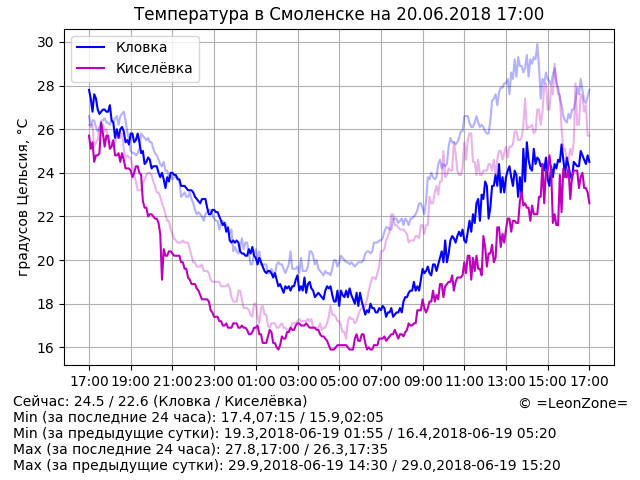 Температура в Смоленске на 20.06.2018 17:00
Кловка
Киселёвка
градусов Цельсия, °C
30
28
26
24
22
20
18
16
17:00 19:00 21:00 23:00 01:00 03:00 05:00 07:00 09:00 11:00 13:00 15:00 17:00
Сейчас: 24.5 / 22.6 (Кловка / Киселёвка)
© =LeonZone=
Min (за последние 24 часа): 17.4,07:15 / 15.9,02:05
Min (за предыдущие сутки): 19.3,2018-06-19 01:55 / 16.4,2018-06-19 05:20
Max (за последние 24 часа): 27.8,17:00 / 26.3,17:35
Max (за предыдущие сутки): 29.9,2018-06-19 14:30 / 29.0,2018-06-19 15:20